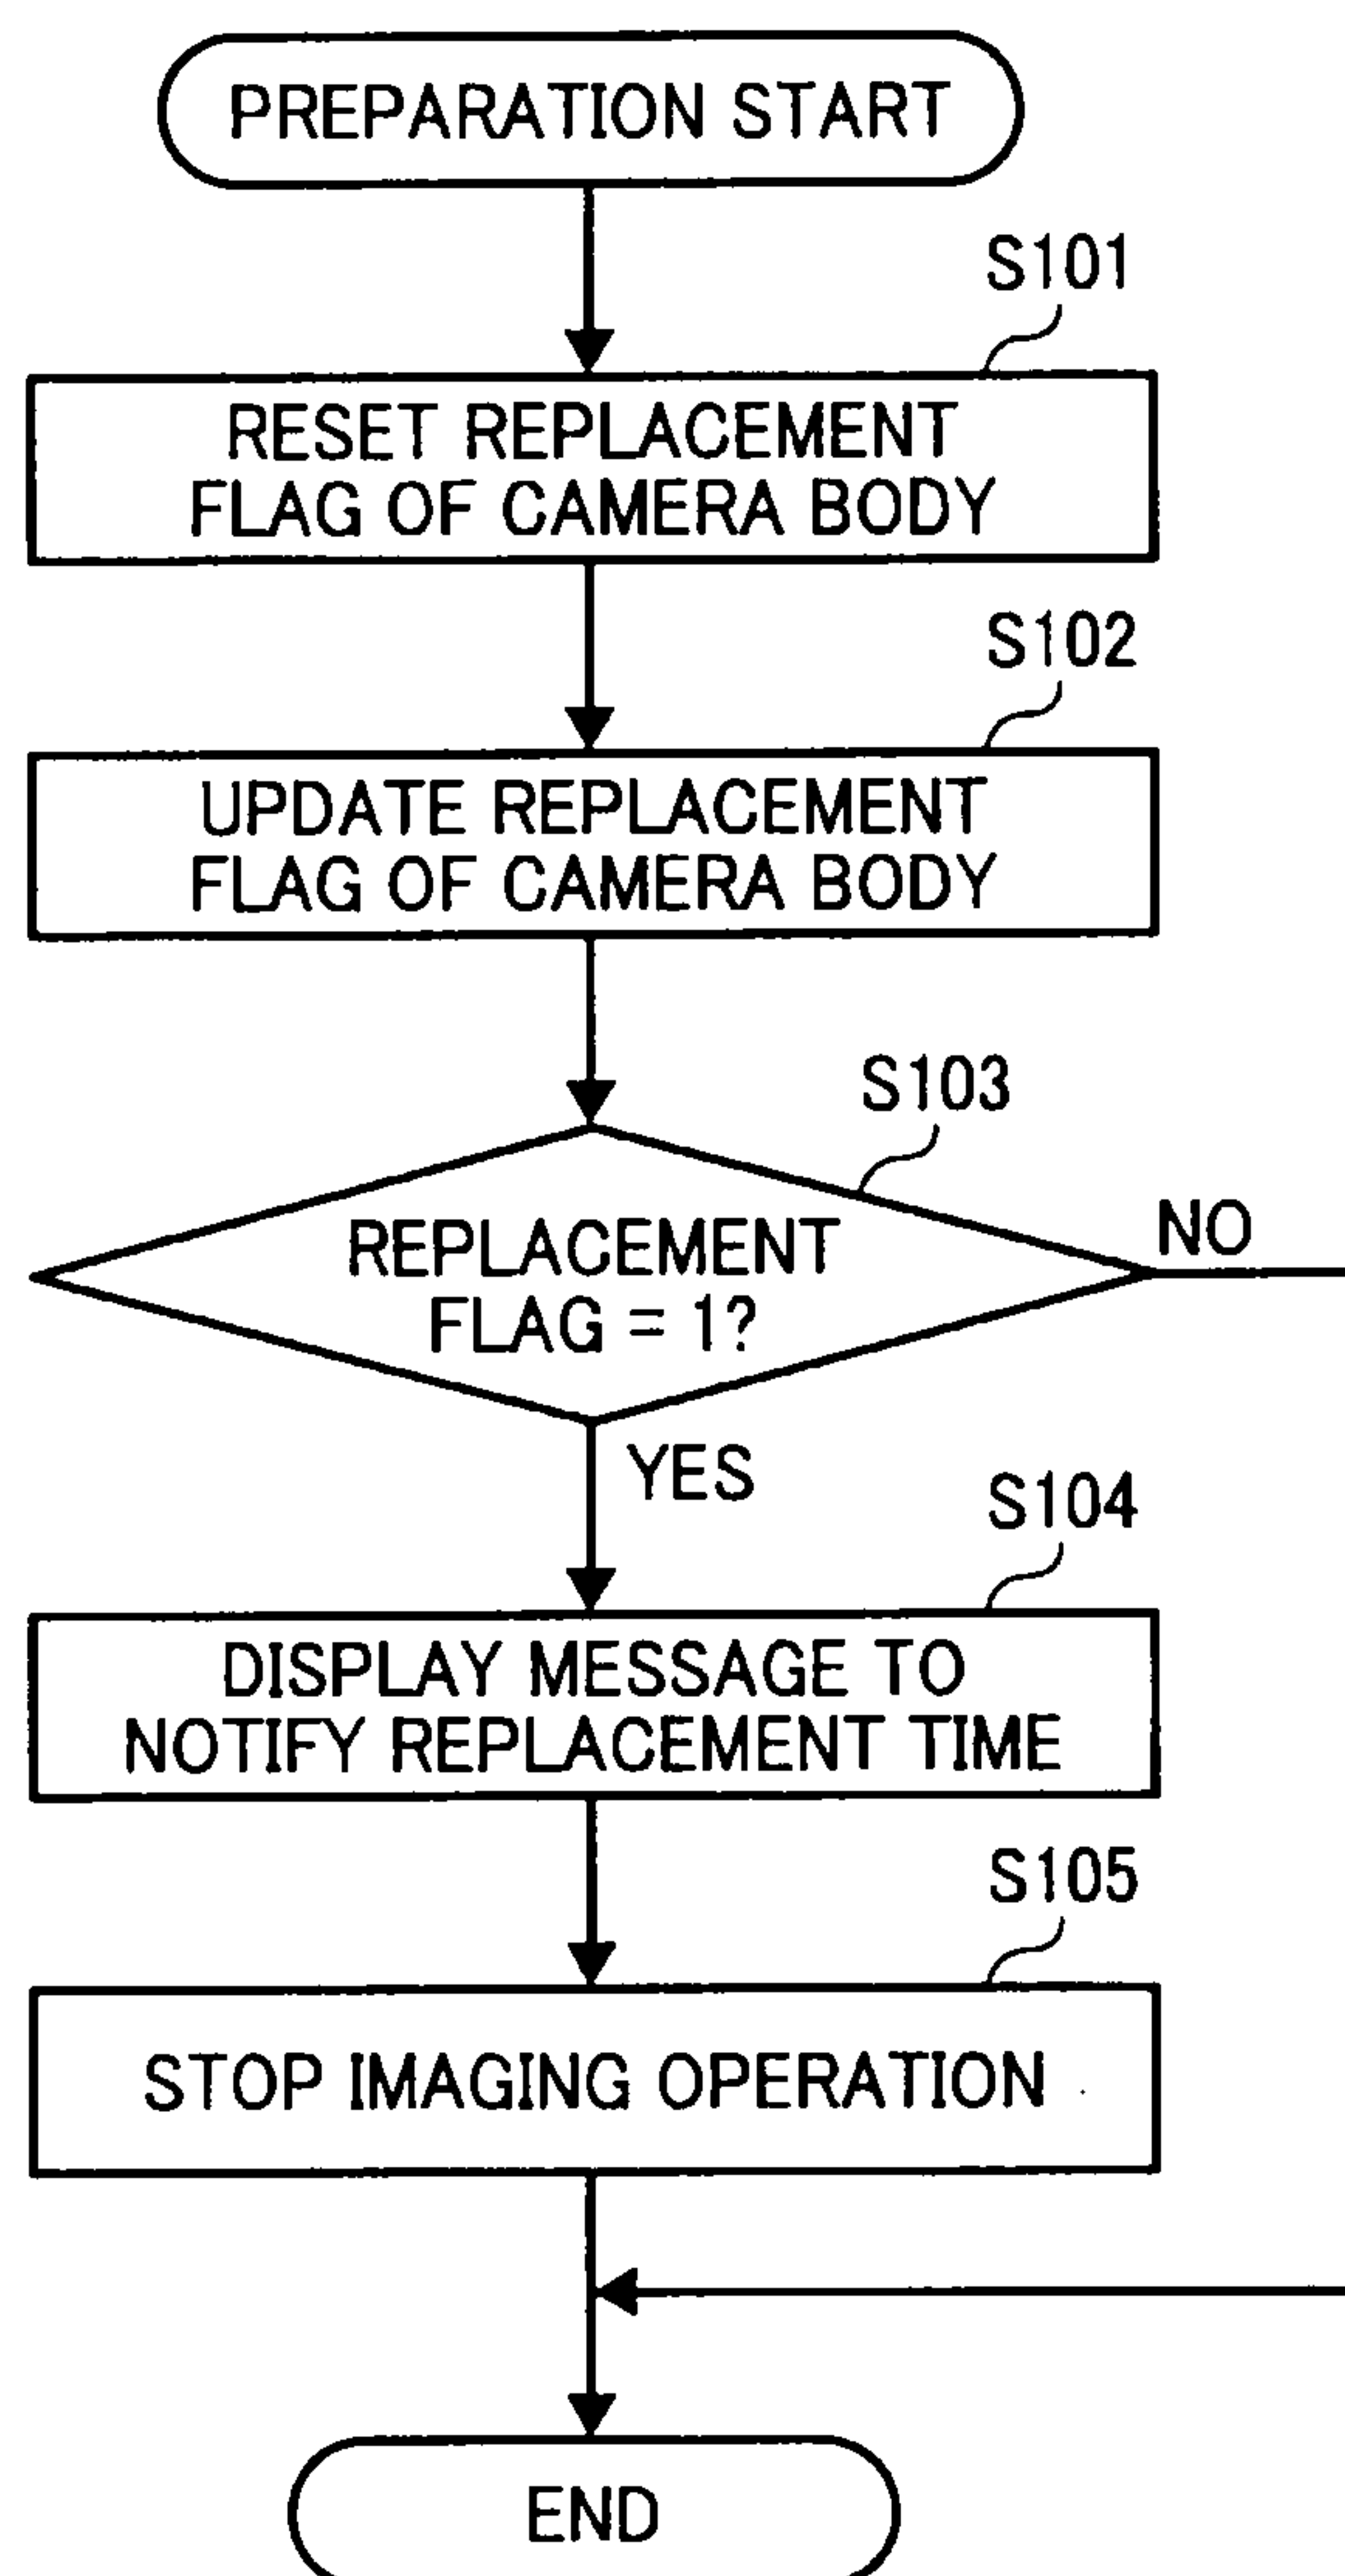 PREPARATION START
S101
RESET REPLACEMENT
FLAG OF CAMERA BODY
S102
UPDATE REPLACEMENT
FLAG OF CAMERA BODY
S103
REPLACEMENT
FLAG = 1?
NO
YES
S104
DISPLAY MESSAGE TO
NOTIFY REPLACEMENT TIME
S105
STOP IMAGING OPERATION
END